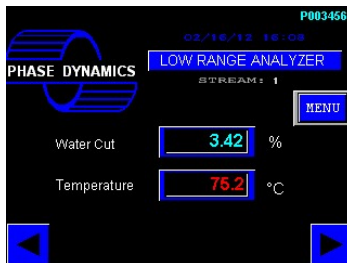 P003456
02/16/12 16:09
PHASE DYNAMICS
LOW RANGE ANALYZER
STREAM: 1
MENU
Water Cut 3.42 %
Temperature 75.2 °C